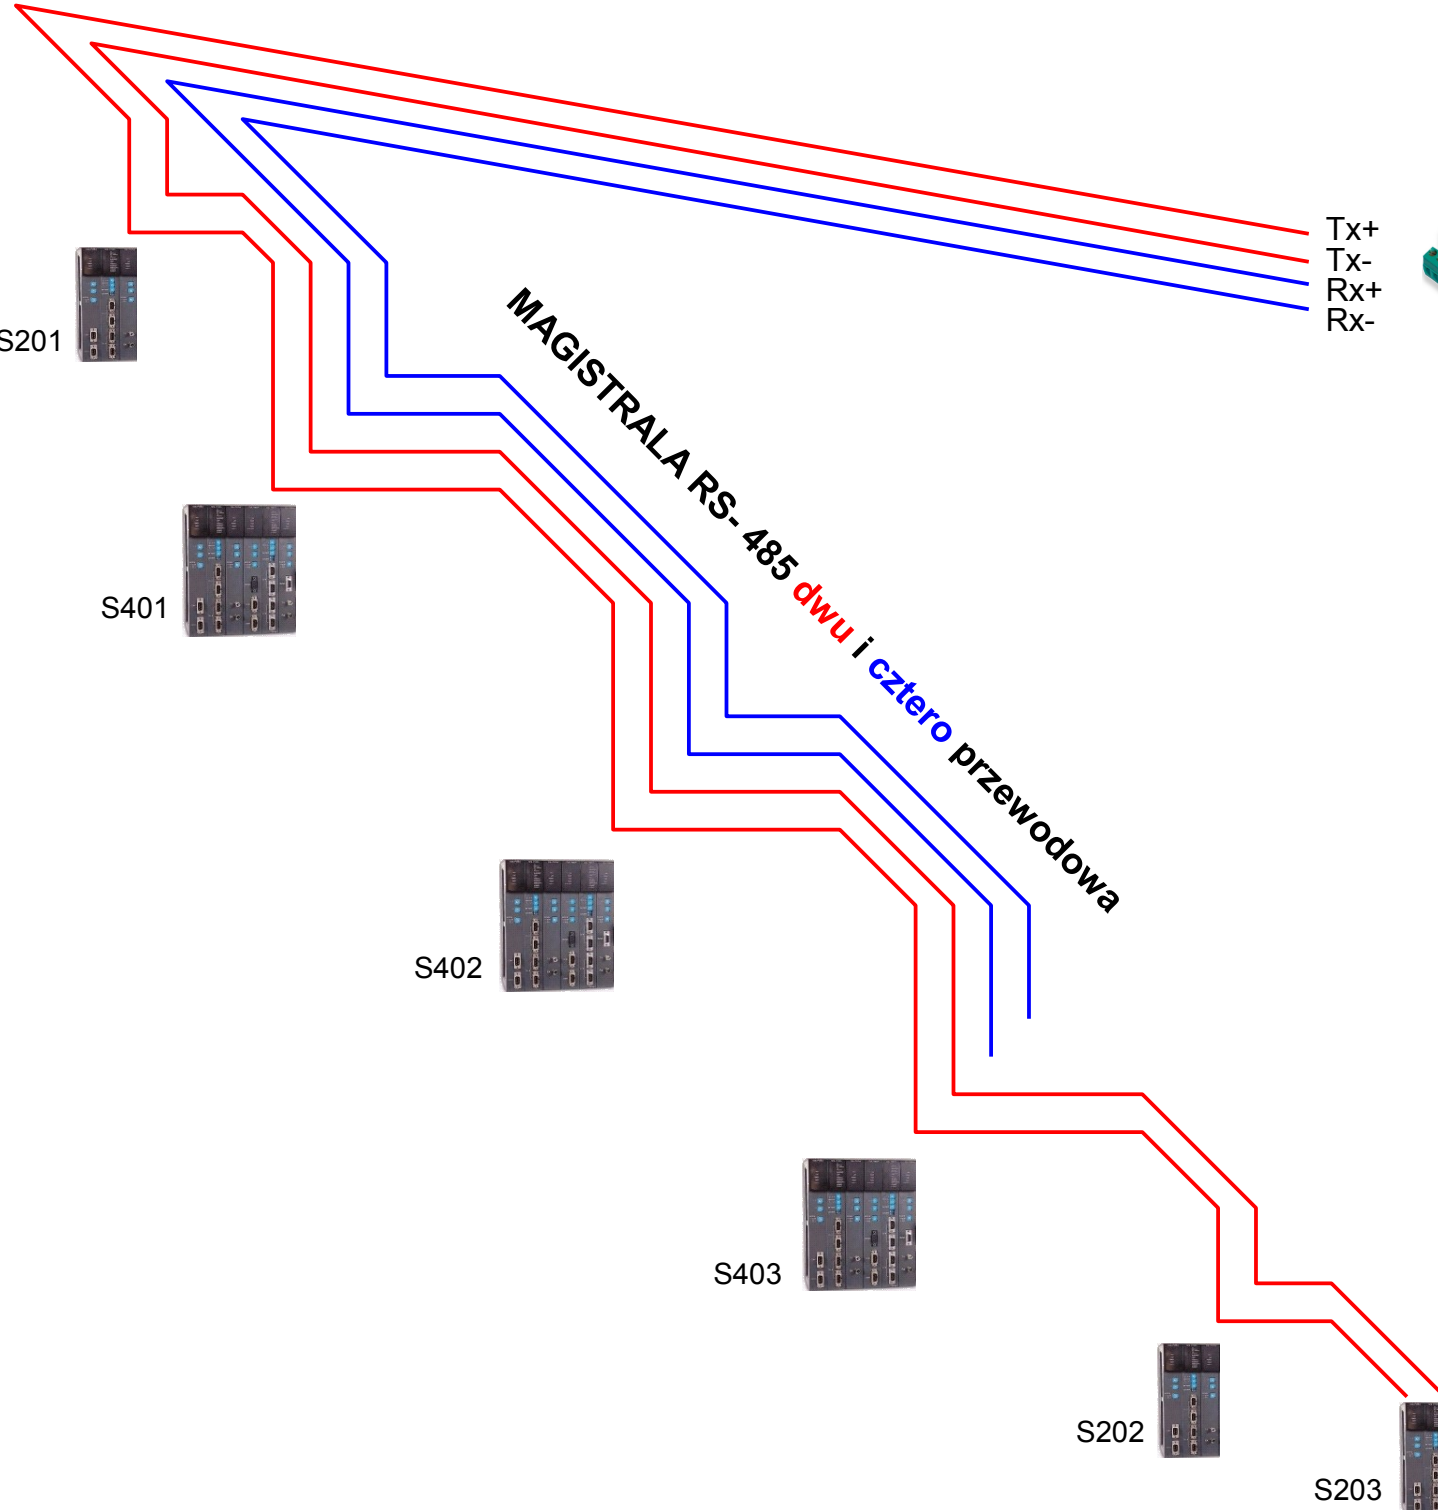 Tx+
Tx-
Rx+
Rx-
S201
MAGISTRALA RS- 485 dwu i cztero przewodowa
S401
S402
S403
S202
S203